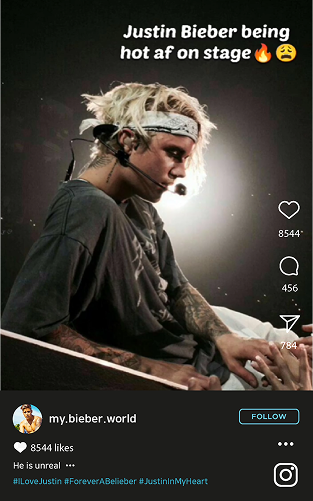 Justin Bieber being
hot af on stage🔥😩
8544
456
784
my.bieber.world
FOLLOW
8544 likes
He is unreal •••
#ILoveJustin #ForeverABelieber #JustinInMyHeart